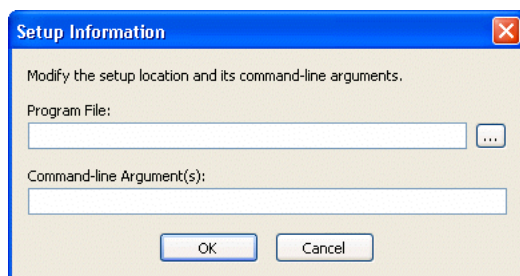 Setup Information
Modify the setup location and its command-line arguments.
Program File:
...
Command-line Argument(s):
OK Cancel